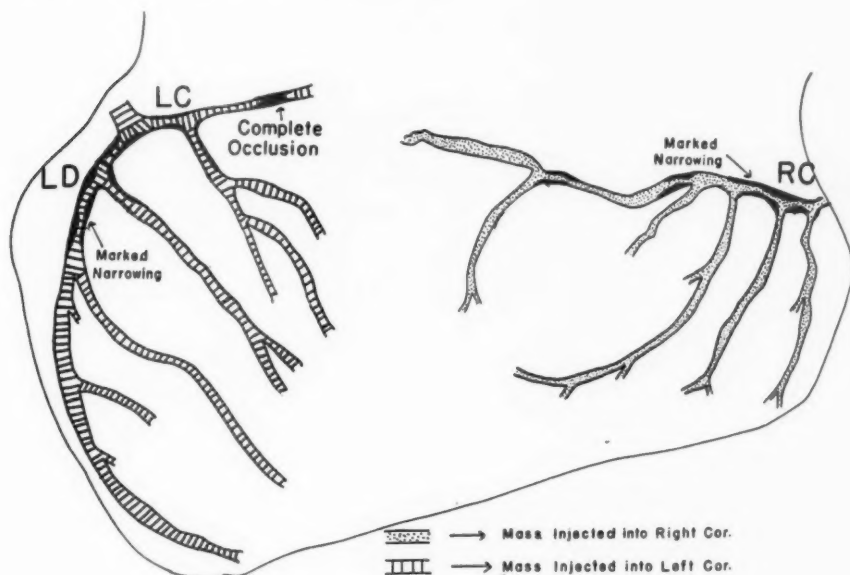 LC
Complete
Occlusion
LD
Marked
Narrowing
Marked
Narrowing
RC
Mass Injected into Right Cor.
Mass Injected into Left Cor.